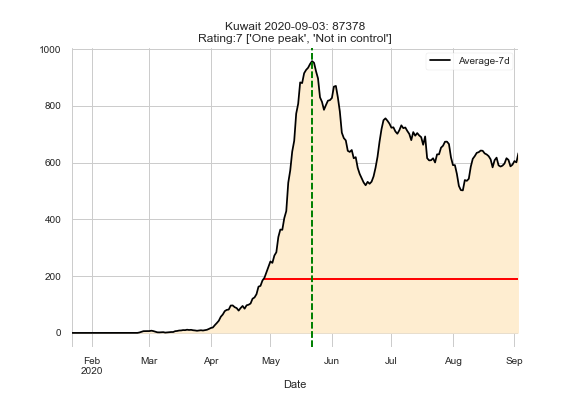 Kuwait 2020-09-03: 87378
Rating:7 ['One peak', 'Not in control']
Average-7d
1000
800
600
400
200
0
Feb
2020
Mar
Apr
May
Jun
Jul
Aug
Sep
Date